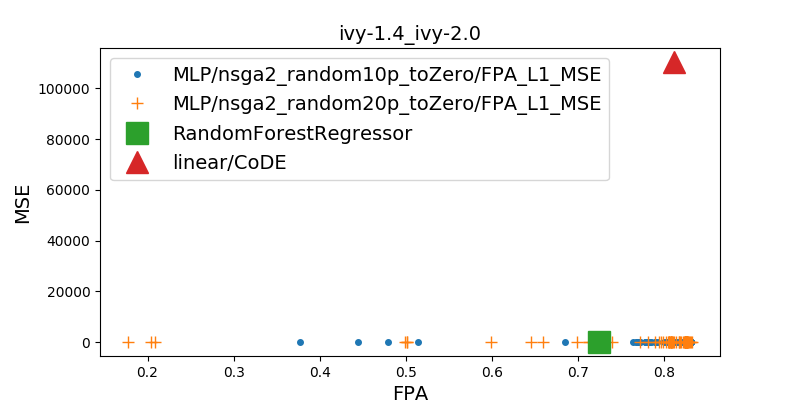 ivy-1.4_ivy-2.0
MLP/nsga2_random10p_toZero/FPA_L1_MSE
MLP/nsga2_random20p_toZero/FPA_L1_MSE
RandomForestRegressor
linear/CoDE
MSE
100000
80000
60000
40000
20000
0
0.2 0.3 0.4 0.5 0.6 0.7 0.8
FPA